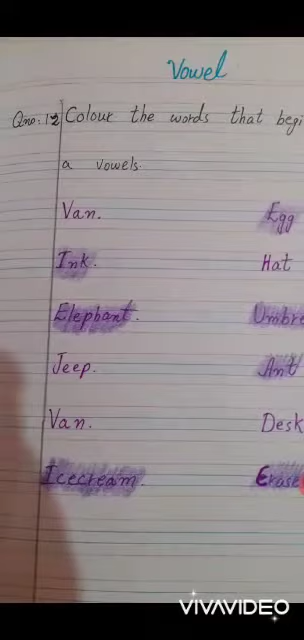 Vowel
Qno:12 Colour the words that begi
a vowels.
Van. Egg
Ink. Hat
Elephant. Umbre
Jeep. Ant
Van. Desk
Icecream. Erase
VIVAVIDEO